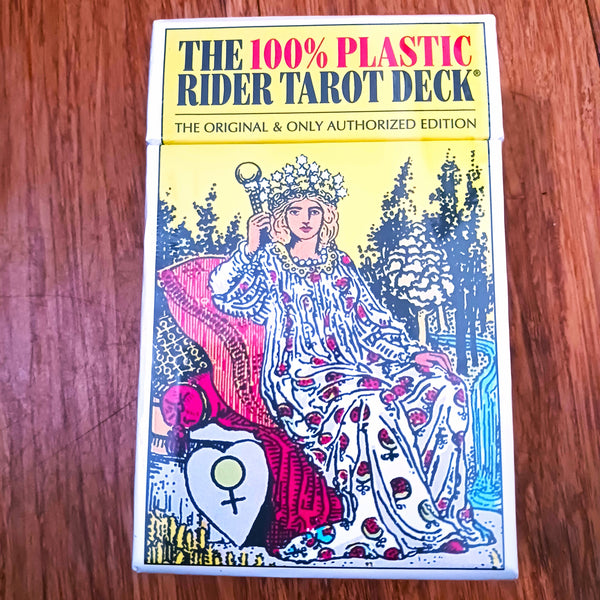 THE 100% PLASTIC
RIDER TAROT DECK®
THE ORIGINAL & ONLY AUTHORIZED EDITION